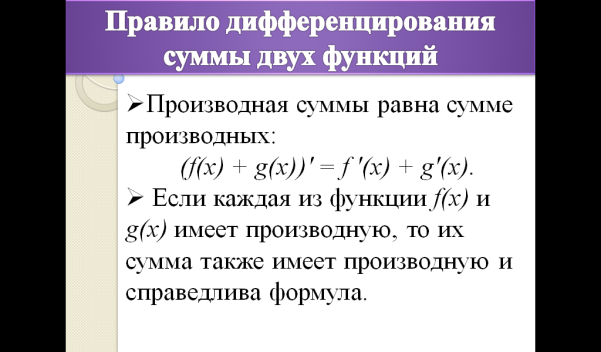 Правило дифференцирования
суммы двух функций
➢Производная суммы равна сумме
производных:
(f(x) + g(x))' = f '(x) + g'(x).
➢ Если каждая из функции f(x) и
g(x) имеет производную, то их
сумма также имеет производную и
справедлива формула.